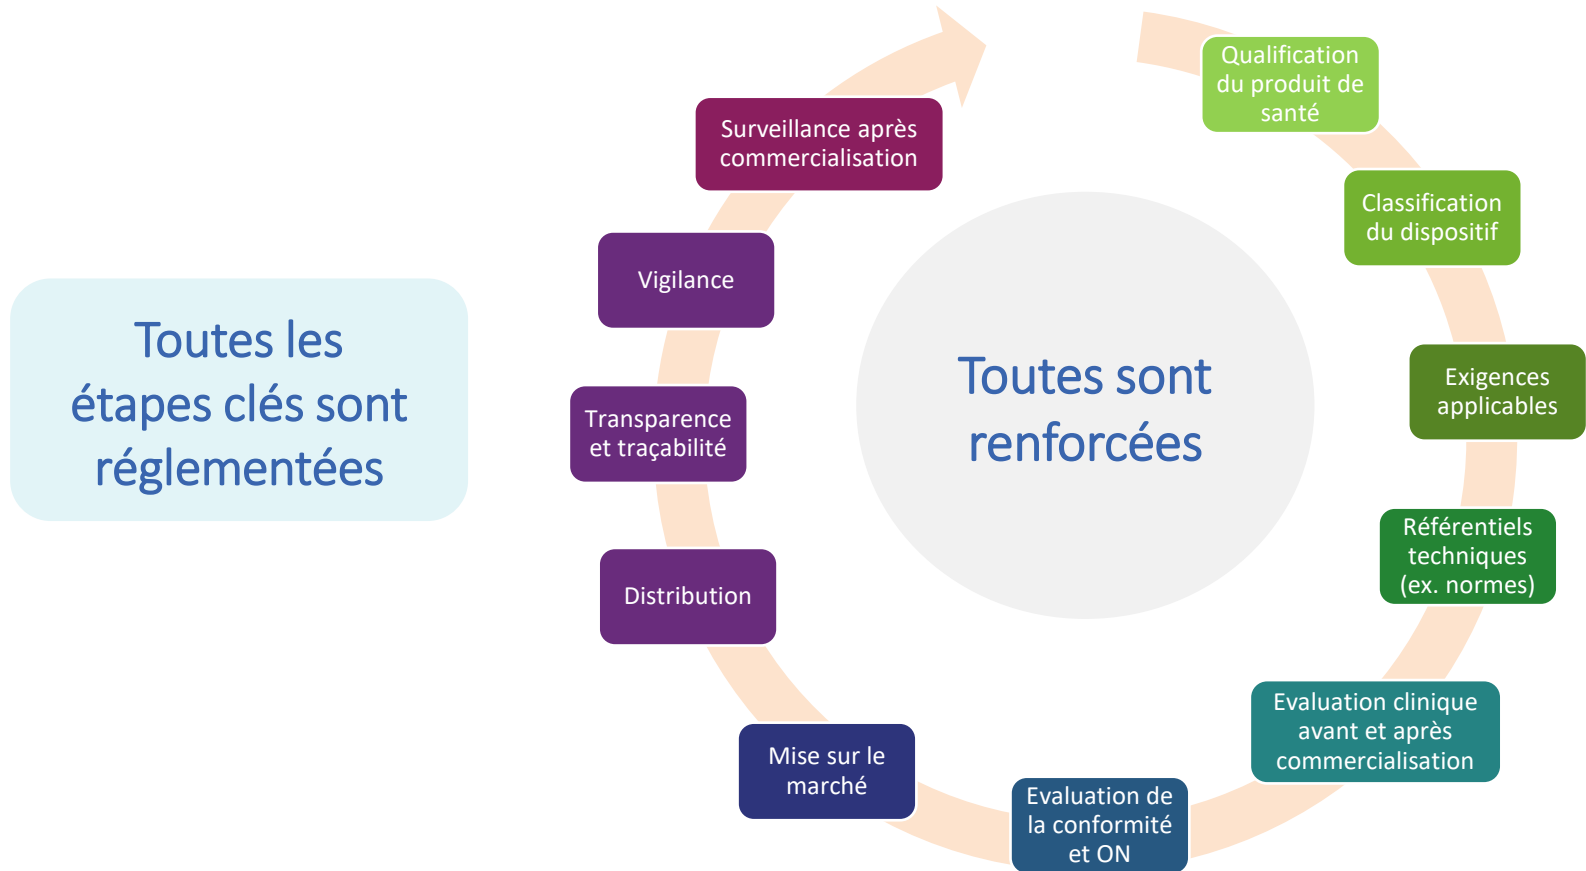 Toutes les
étapes clés sont
réglementées
Toutes sont
renforcées
Qualification
du produit de
santé
Classification
du dispositif
Exigences
applicables
Référentiels
techniques
(ex. normes)
Evaluation clinique
avant et après
commercialisation
Evaluation de
la conformité
et ON
Mise sur le
marché
Distribution
Transparence
et traçabilité
Vigilance
Surveillance après
commercialisation